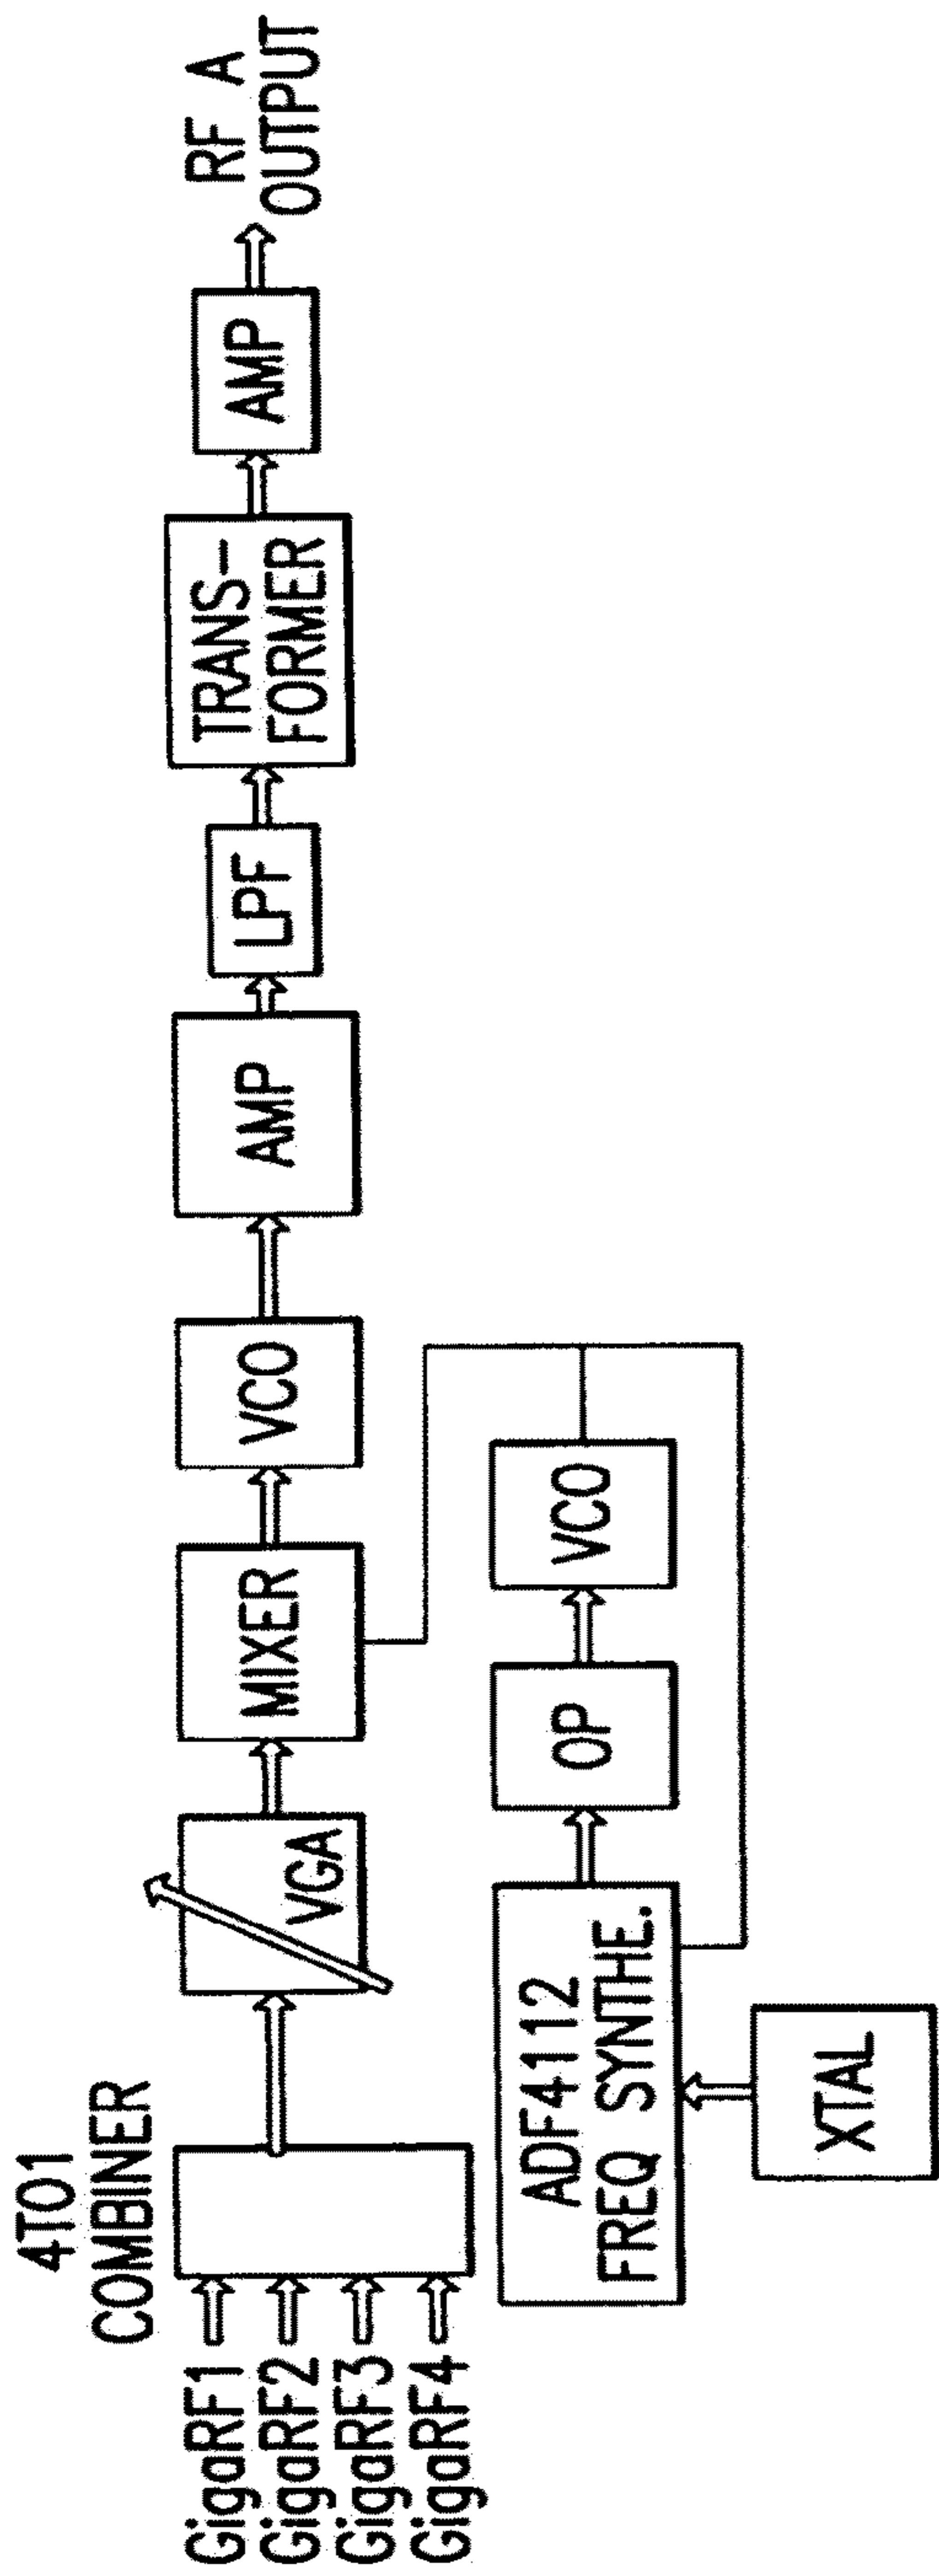 4TO1
COMBINER
GigaRF1
GigaRF2
GigaRF3
GigaRF4
VGA
MIXER
VCO
AMP
LPF
TRANS-
FORMER
AMP
RF A
OUTPUT
ADF4112
FREQ SYNTHE.
OP
VCO
XTAL